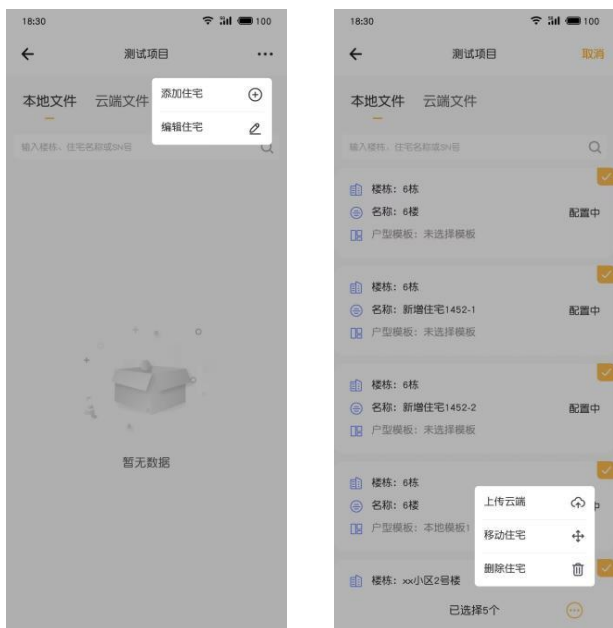 18:30
100
测试项目
本地文件 云端文件
添加住宅
编辑住宅
输入楼栋、住宅名称或SN号
暂无数据
18:30
100
测试项目
取消
本地文件 云端文件
输入楼栋、住宅名称或SN号
楼栋：6栋
名称：6楼
配置中
户型模板：未选择模板
楼栋：6栋
名称：新增住宅1452-1
配置中
户型模板：未选择模板
楼栋：6栋
名称：新增住宅1452-2
配置中
户型模板：未选择模板
楼栋：6栋
名称：6楼
中
户型模板：本地模板1
上传云端
移动住宅
删除住宅
楼栋：xx小区2号楼
已选择5个